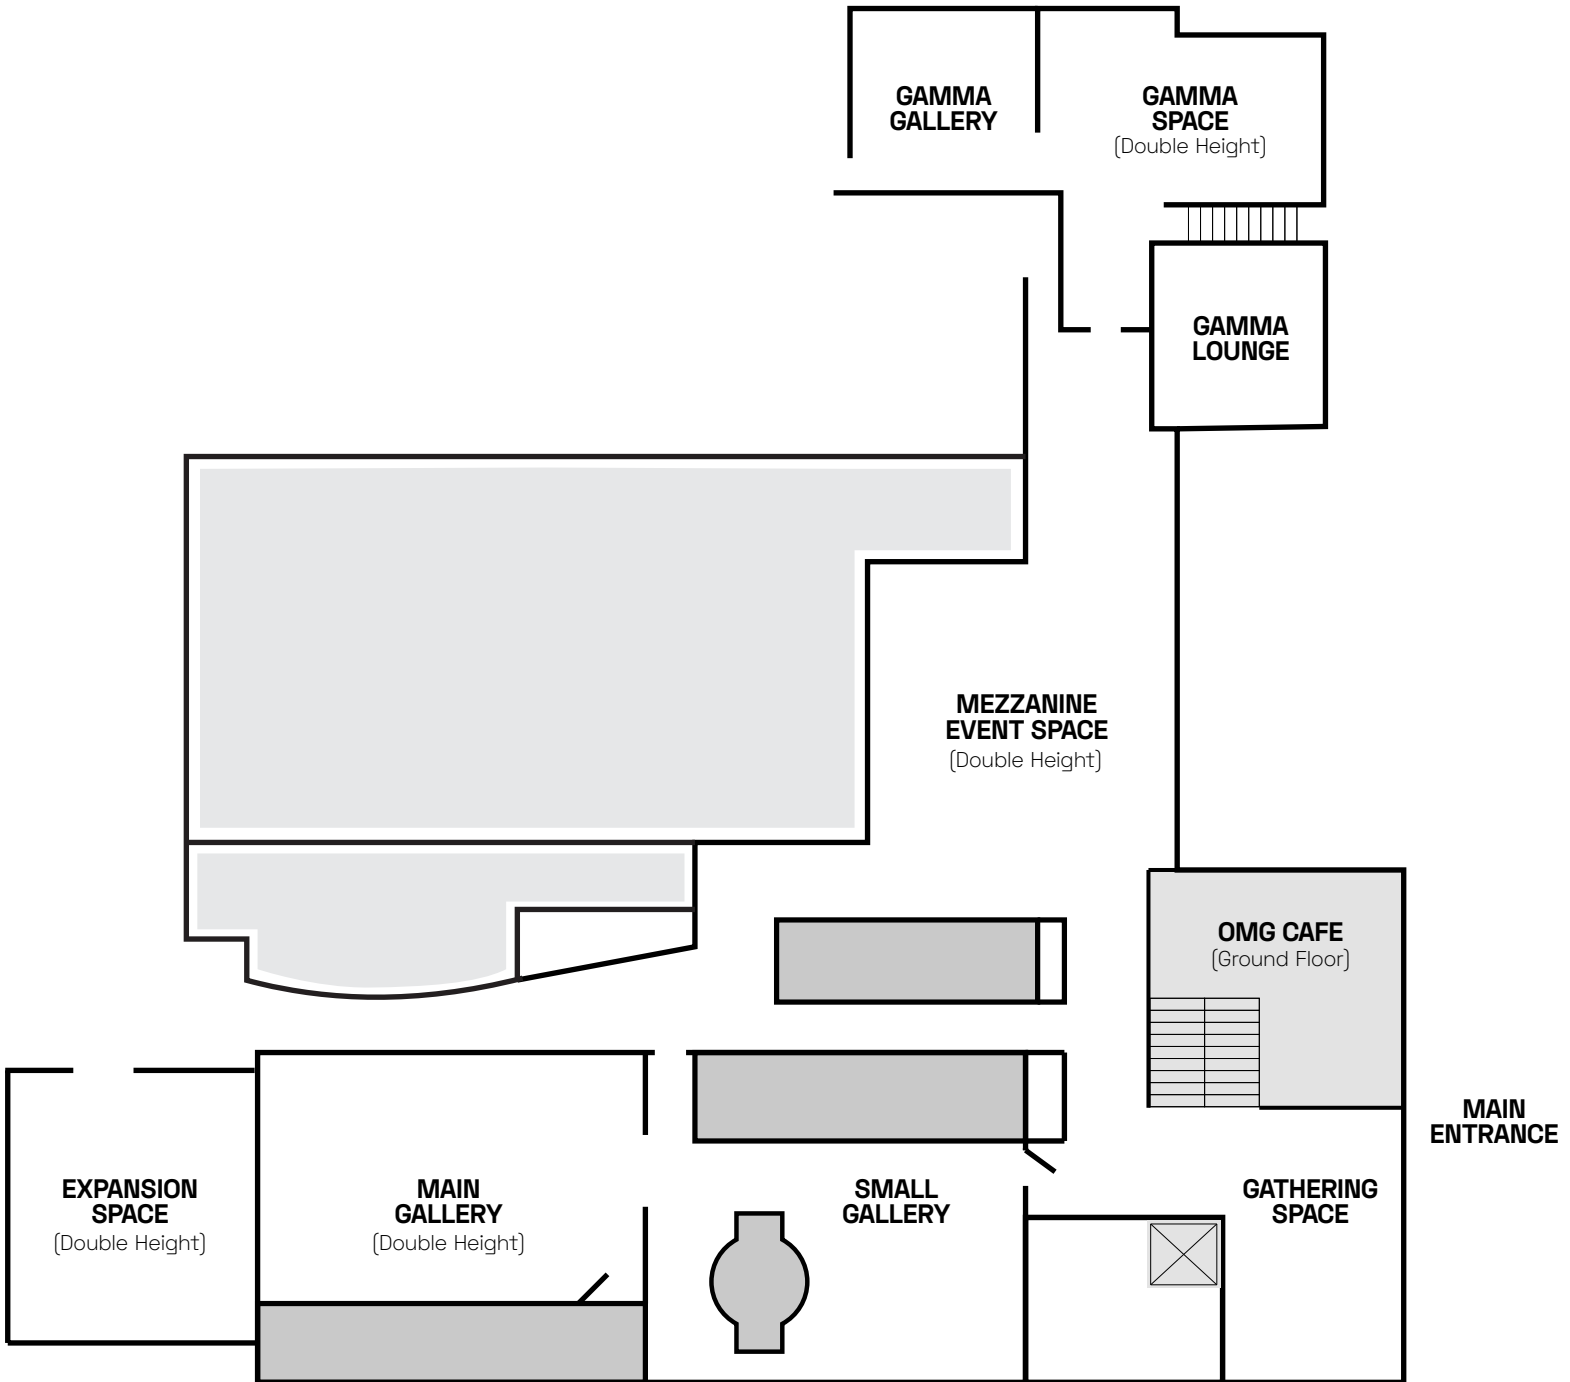 GAMMA
GALLERY
GAMMA
SPACE
(Double Height)
GAMMA
LOUNGE
MEZZANINE
EVENT SPACE
(Double Height)
OMG CAFE
(Ground Floor)
MAIN
ENTRANCE
EXPANSION
SPACE
(Double Height)
MAIN
GALLERY
(Double Height)
SMALL
GALLERY
GATHERING
SPACE